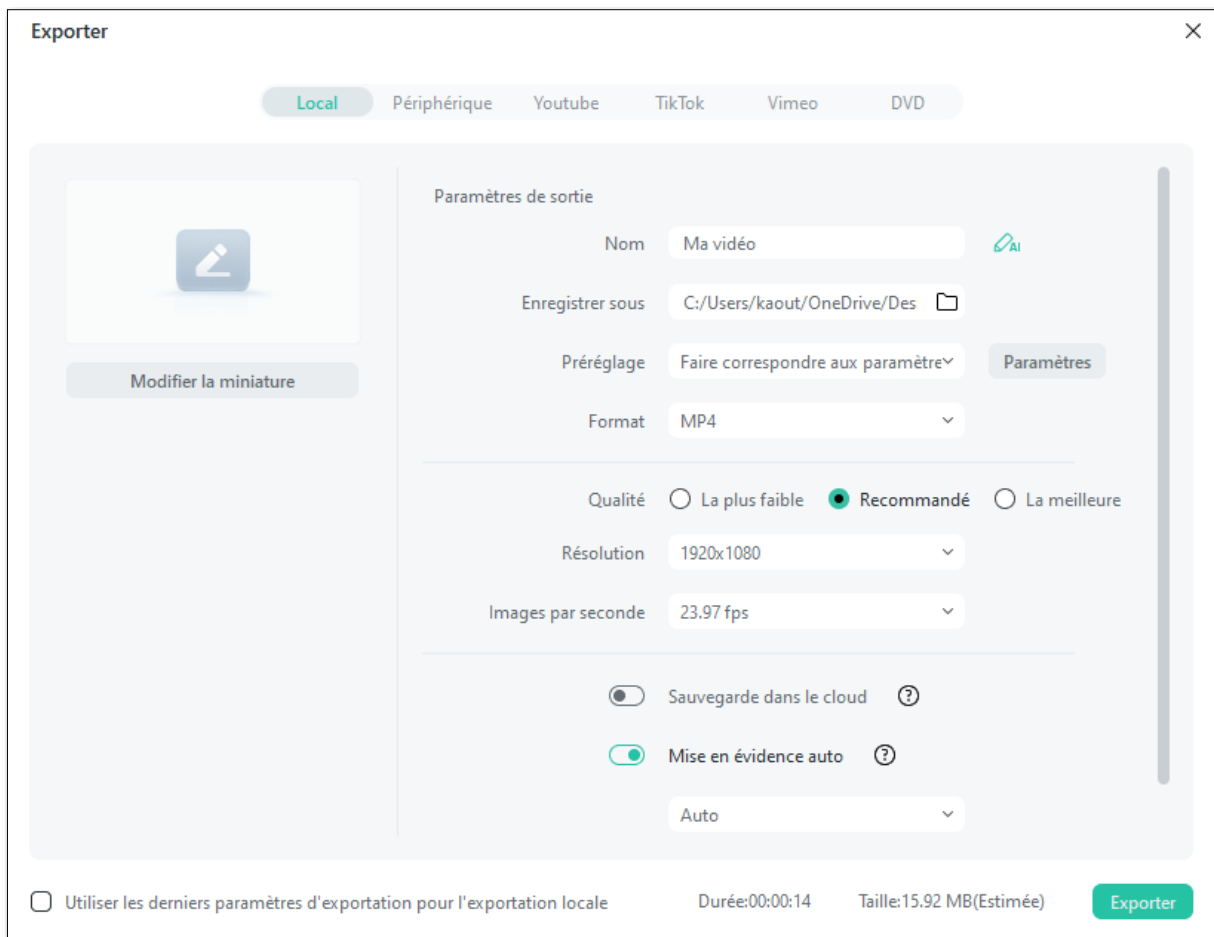 Exporter
Local Périphérique Youtube TikTok Vimeo DVD
Paramètres de sortie
Nom Ma vidéo AI
Enregistrer sous C:/Users/kaout/OneDrive/Des
Préréglage Faire correspondre aux paramètre Paramètres
Modifier la miniature
Format MP4
Qualité La plus faible Recommandé La meilleure
Résolution 1920x1080
Images par seconde 23.97 fps
Sauvegarde dans le cloud ?
Mise en évidence auto ?
Auto
Utiliser les derniers paramètres d'exportation pour l'exportation locale Durée:00:00:14 Taille:15.92 MB(Estimée) Exporter